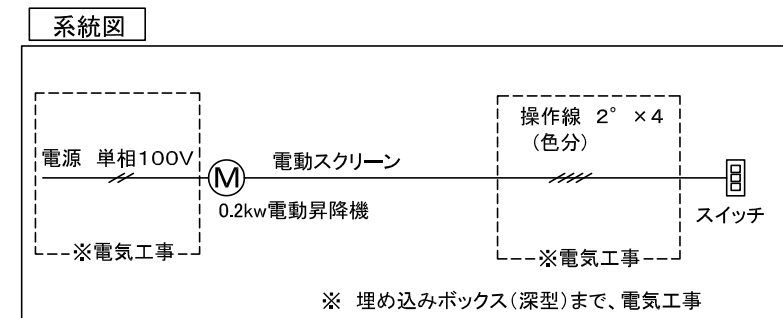 系統図
操作線 2° ×4
(色分)
電源 単相100V
M
電動スクリーン
0.2kw電動昇降機
スイッチ
※電気工事
※電気工事
※ 埋め込みボックス(深型)まで、電気工事